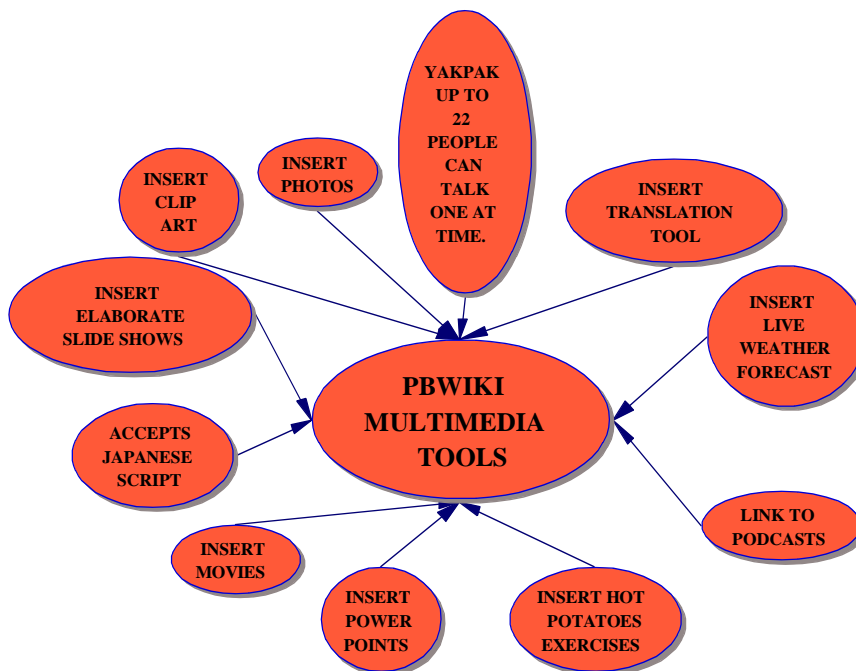 YAKPAK
UP TO
22
PEOPLE
CAN
TALK
ONE AT
TIME.
INSERT
PHOTOS
INSERT
CLIP
ART
INSERT
TRANSLATION
TOOL
INSERT
ELABORATE
SLIDE SHOWS
INSERT
LIVE
WEATHER
FORECAST
PBWIKI
MULTIMEDIA
TOOLS
ACCEPTS
JAPANESE
SCRIPT
LINK TO
PODCASTS
INSERT
MOVIES
INSERT
POWER
POINTS
INSERT HOT
POTATOES
EXERCISES